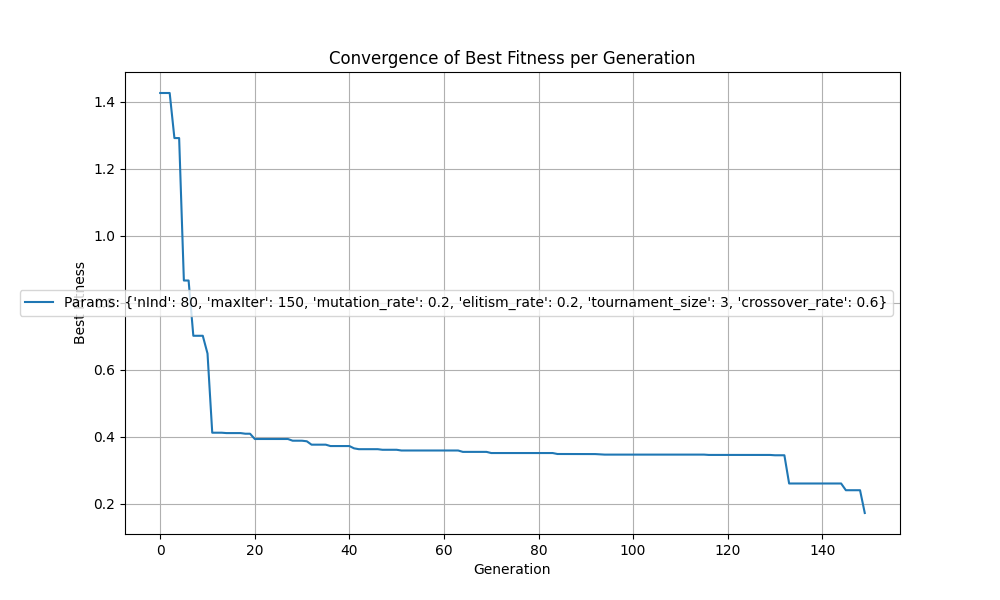 Convergence of Best Fitness per Generation
1.4
1.2
1.0
0.6
0.4
0.2
Best
ness
Params: {'nInd': 80, 'maxIter': 150, 'mutation_rate': 0.2, 'elitism_rate': 0.2, 'tournament_size': 3, 'crossover_rate': 0.6}
0 20 40 60 80 100 120 140
Generation